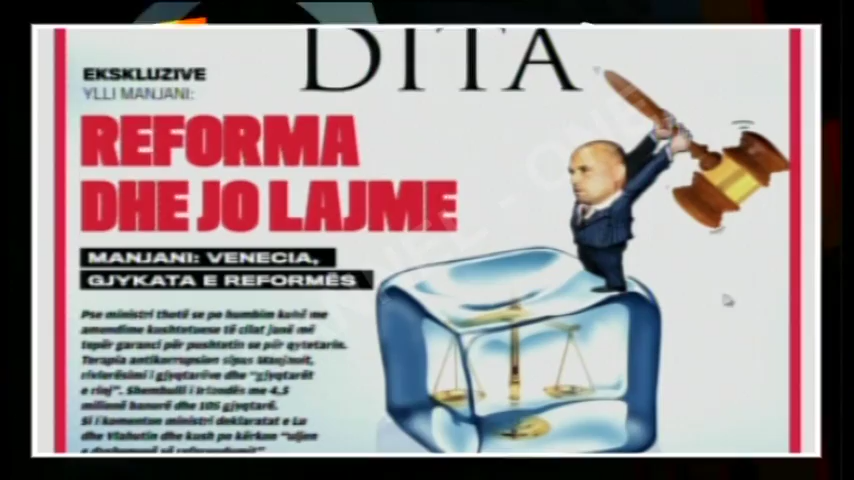 DITA
EKSKLUZIVE
YLLI MANJANI:
REFORMA
DHE JO LAJME
MANJANI: VENECIA,
GJYKATA E REFORMËS
Pse ministri thotë se po humbim kohë me
amendime kushtetuese të cilat janë më
tepër garanci për pushtetin se për qytetarin.
Terapia antikorrupsion sipas Manjanit,
rivlerësimi i gjyqtarëve dhe "gjyqtarët
e rinj". Shembulli i Irlandës me 4.5
milionë banorë dhe 105 gjyqtarë.
Si i komenton ministri deklaratat e Lu
dhe Vlahutin dhe kush po kërkon "uljen